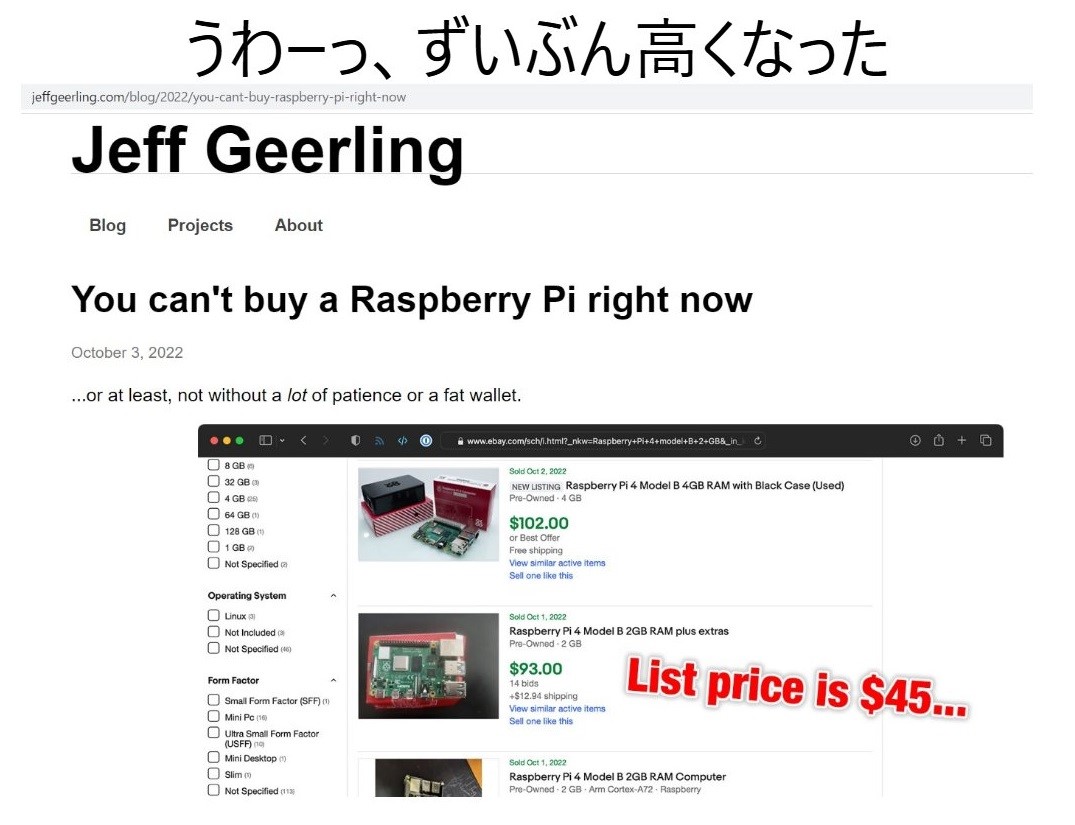 うわーっ、ずいぶん高くなった
jeffgeerling.com/blog/2022/you-cant-buy-raspberry-pi-right-now
Jeff Geerling
Blog Projects About
You can't buy a Raspberry Pi right now
October 3, 2022
...or at least, not without a lot of patience or a fat wallet.
www.ebay.com/sch/i.html?_nkw=Raspberry+Pi+4+model+B+2+GB&_in_
8 GB
32 GB (3)
4 GB (25)
64 GB (1)
128 GB (1)
1 GB (2)
Not Specified (2)
Operating System
Linux (3)
Not Included (3)
Not Specified (46)
Form Factor
Small Form Factor (SFF) (1)
Mini Pc (16)
Ultra Small Form Factor
(USFF) (10)
Mini Desktop (1)
Slim (1)
Not Specified (113)
Sold Oct 2, 2022
NEW LISTING Raspberry Pi 4 Model B 4GB RAM with Black Case (Used)
Pre-Owned · 4 GB
$102.00
or Best Offer
Free shipping
View similar active items
Sell one like this
Sold Oct 1, 2022
Raspberry Pi 4 Model B 2GB RAM plus extras
Pre-Owned · 2 GB
$93.00
14 bids
+$12.94 shipping
View similar active items
Sell one like this
List price is $45...
Sold Oct 1, 2022
Raspberry Pi 4 Model B 2GB RAM Computer
Pre-Owned · 2 GB · Arm Cortex-A72 · Raspberry